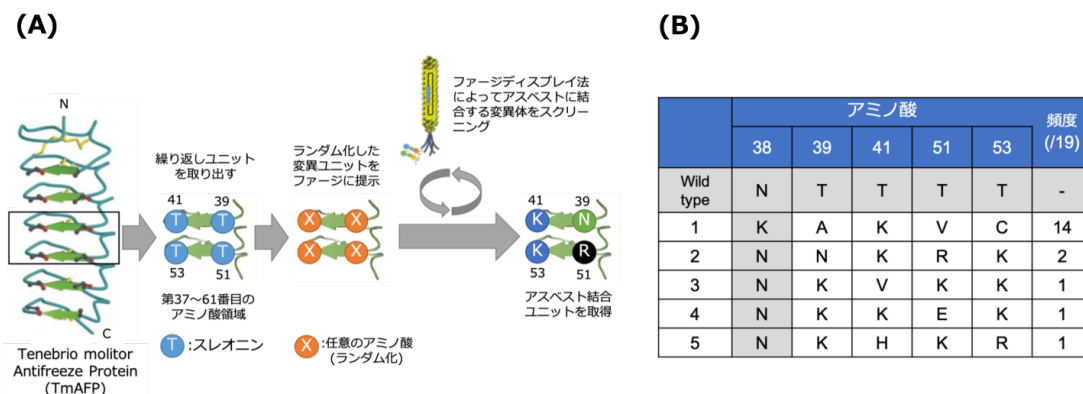 (A)
N
C
Tenebrio molitor
Antifreeze Protein
(TmAFP)
繰り返しユニット
を取り出す
41 39
T T
T T
53 51
第37~61番目の
アミノ酸領域
T :スレオニン
ランダム化した
変異ユニットを
ファージに提示
X X
X X
X :任意のアミノ酸
(ランダム化)
ファージディスプレイ法
によってアスベストに結
合する変異体をスクリー
ニング
41 39
K N
K R
53 51
アスベスト結合
ユニットを取得
(B)
アミノ酸 頻度
(/19)
38 39 41 51 53
Wild
type N T T T T -
1 K A K V C 14
2 N N K R K 2
3 N K V K K 1
4 N K K E K 1
5 N K H K R 1